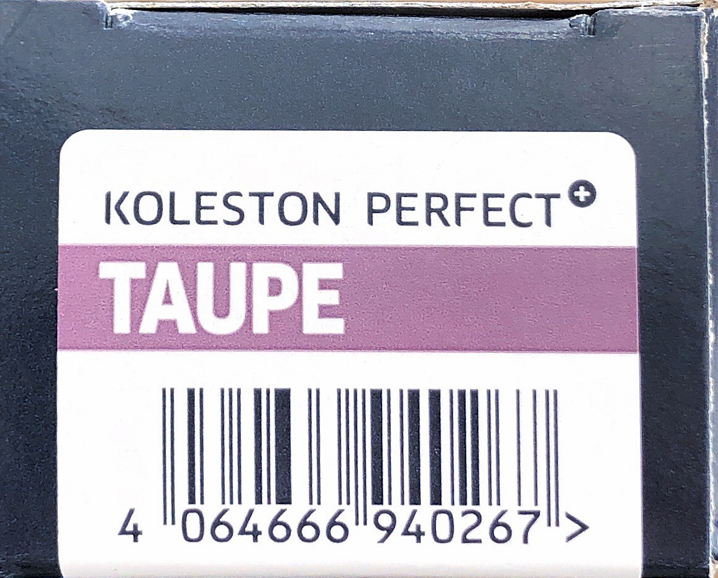 KOLESTON PERFECT+
TAUPE
4 064666 940267 >